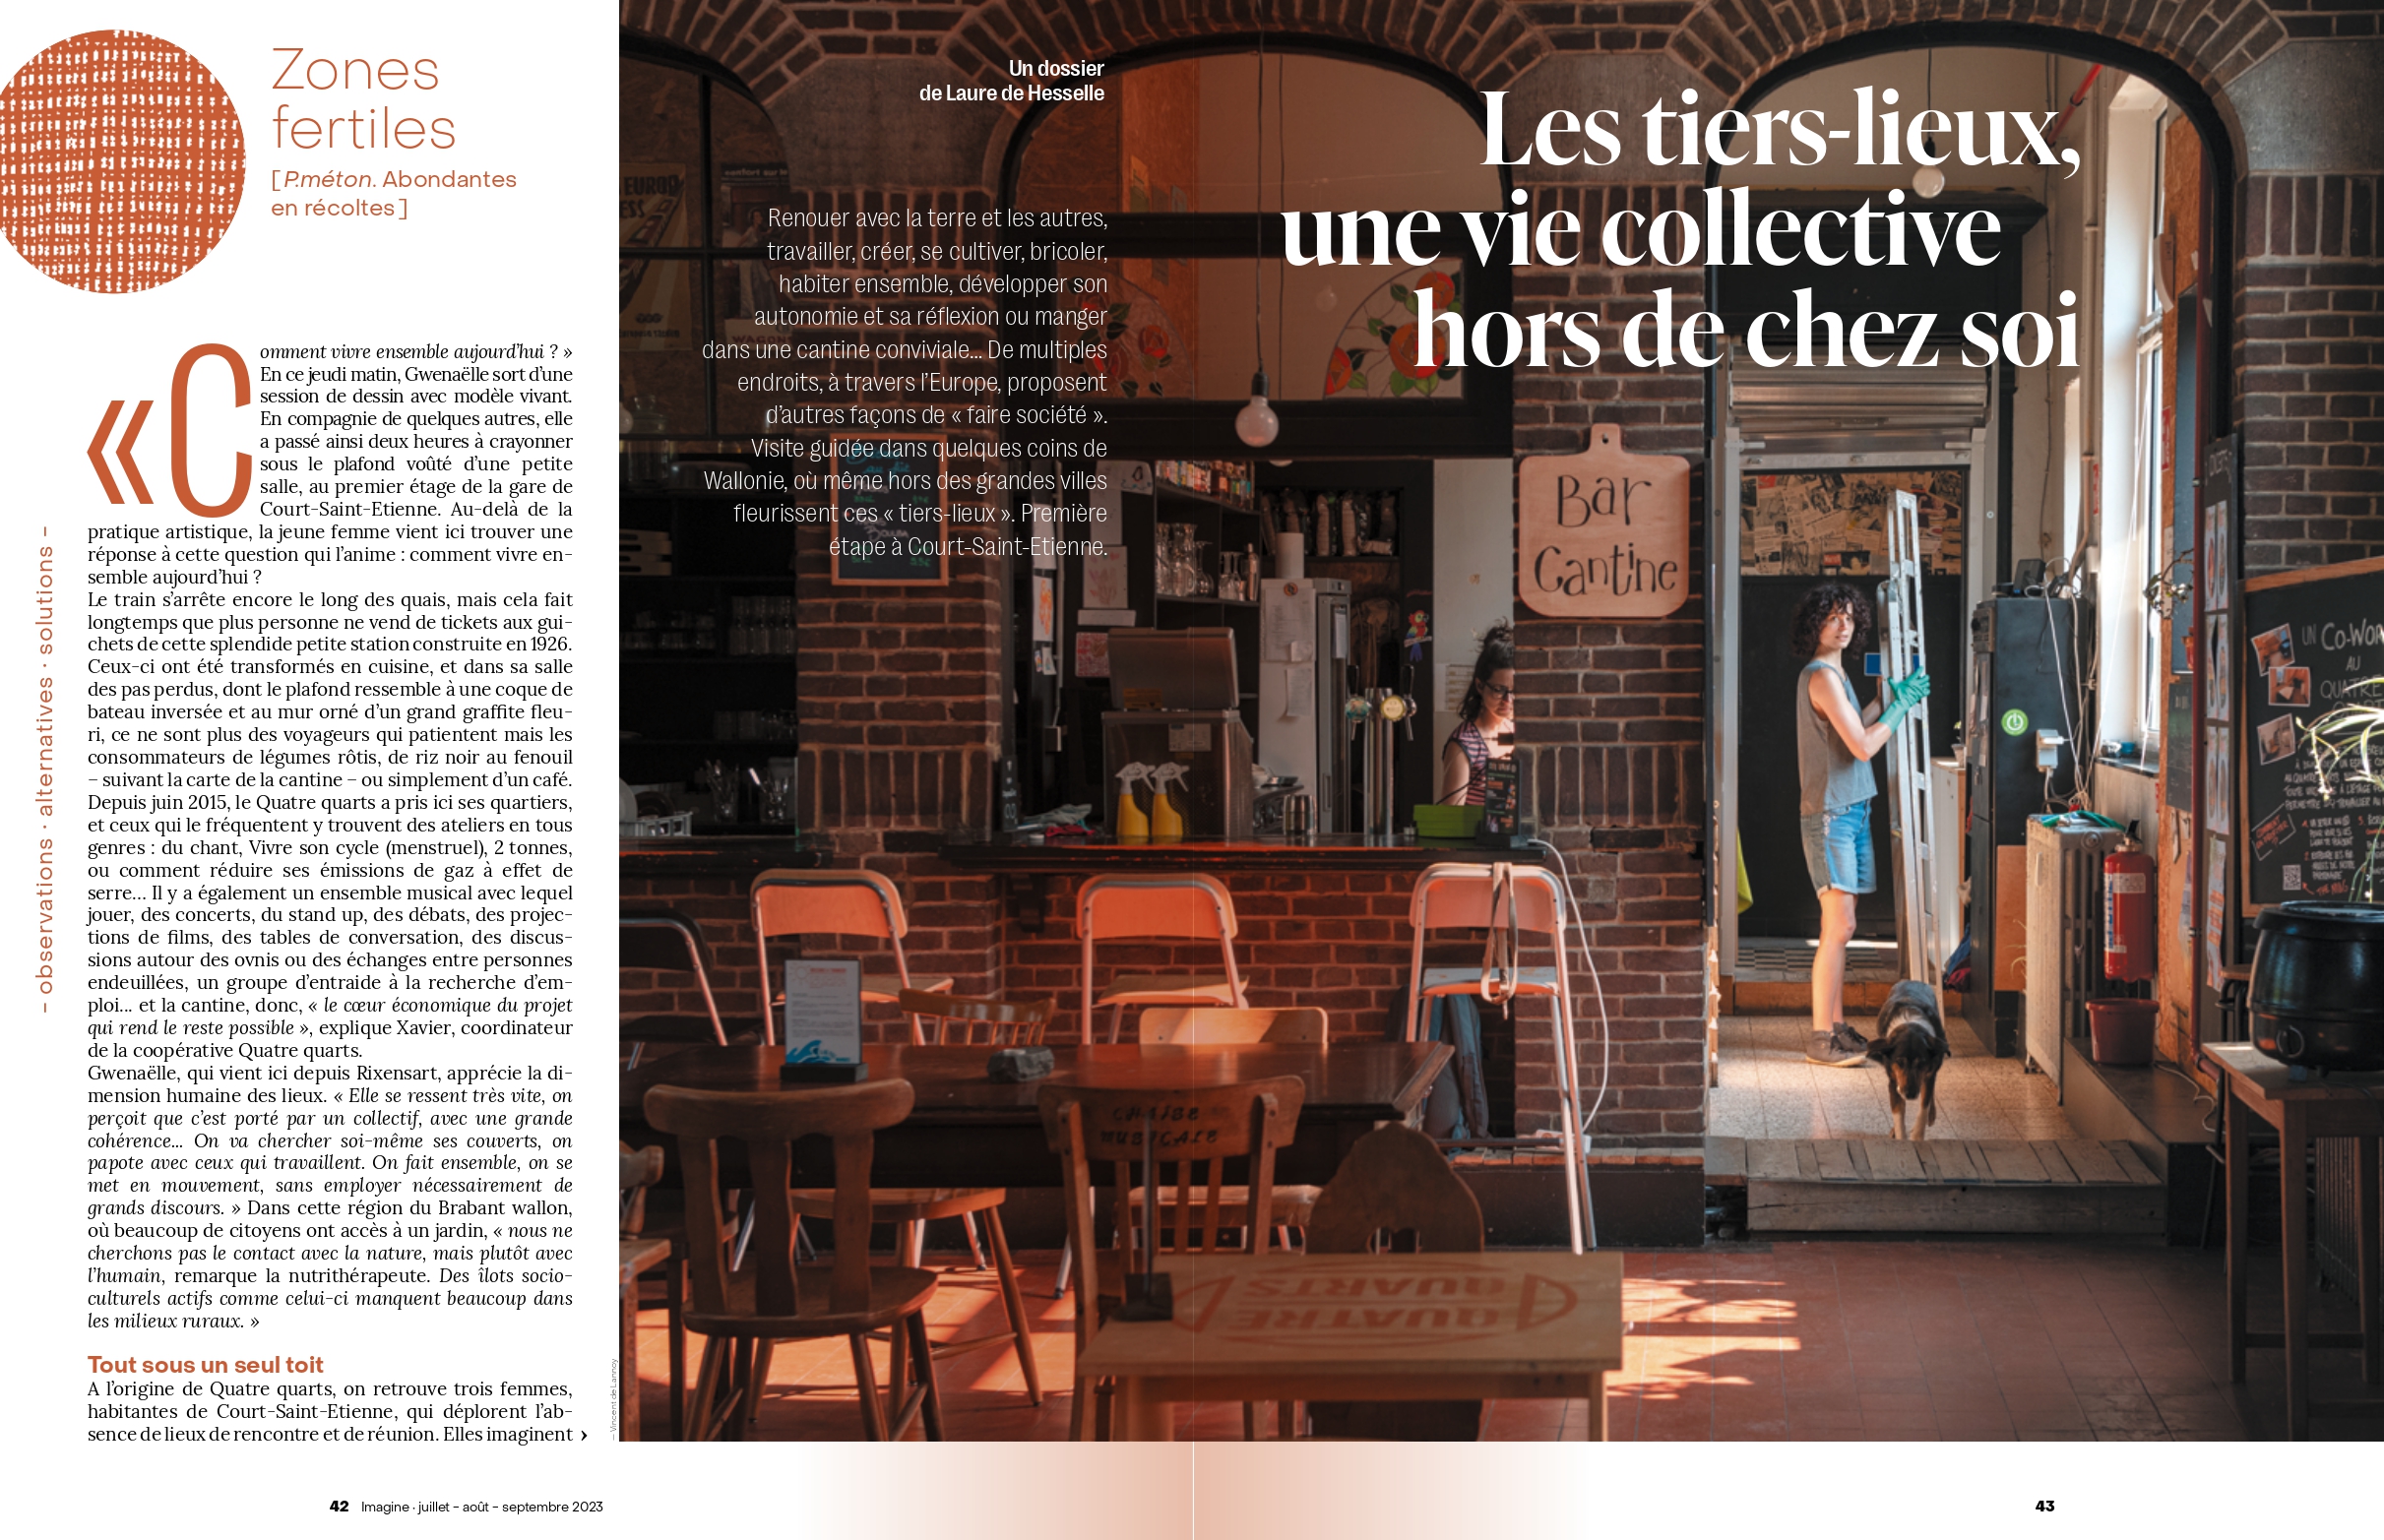 Zones
fertiles
[P.méton. Abondantes
en récoltes]
– observations · alternatives · solutions –
«Comment vivre ensemble aujourd’hui ? »
En ce jeudi matin, Gwenaëlle sort d’une
session de dessin avec modèle vivant.
En compagnie de quelques autres, elle
a passé ainsi deux heures à crayonner
sous le plafond voûté d’une petite
salle, au premier étage de la gare de
Court-Saint-Etienne. Au-delà de la
pratique artistique, la jeune femme vient ici trouver une
réponse à cette question qui l’anime : comment vivre en-
semble aujourd’hui ?
Le train s’arrête encore le long des quais, mais cela fait
longtemps que plus personne ne vend de tickets aux gui-
chets de cette splendide petite station construite en 1926.
Ceux-ci ont été transformés en cuisine, et dans sa salle
des pas perdus, dont le plafond ressemble à une coque de
bateau inversée et au mur orné d’un grand graffite fleu-
ri, ce ne sont plus des voyageurs qui patientent mais les
consommateurs de légumes rôtis, de riz noir au fenouil
– suivant la carte de la cantine – ou simplement d’un café.
Depuis juin 2015, le Quatre quarts a pris ici ses quartiers,
et ceux qui le fréquentent y trouvent des ateliers en tous
genres : du chant, Vivre son cycle (menstruel), 2 tonnes,
ou comment réduire ses émissions de gaz à effet de
serre... Il y a également un ensemble musical avec lequel
jouer, des concerts, du stand up, des débats, des projec-
tions de films, des tables de conversation, des discus-
sions autour des ovnis ou des échanges entre personnes
endeuillées, un groupe d’entraide à la recherche d’em-
ploi... et la cantine, donc, « le cœur économique du projet
qui rend le reste possible », explique Xavier, coordinateur
de la coopérative Quatre quarts.
Gwenaëlle, qui vient ici depuis Rixensart, apprécie la di-
mension humaine des lieux. « Elle se ressent très vite, on
perçoit que c’est porté par un collectif, avec une grande
cohérence... On va chercher soi-même ses couverts, on
papote avec ceux qui travaillent. On fait ensemble, on se
met en mouvement, sans employer nécessairement de
grands discours. » Dans cette région du Brabant wallon,
où beaucoup de citoyens ont accès à un jardin, « nous ne
cherchons pas le contact avec la nature, mais plutôt avec
l’humain, remarque la nutrithérapeute. Des îlots socio-
culturels actifs comme celui-ci manquent beaucoup dans
les milieux ruraux. »
Tout sous un seul toit
A l’origine de Quatre quarts, on retrouve trois femmes,
habitantes de Court-Saint-Etienne, qui déplorent l’ab-
sence de lieux de rencontre et de réunion. Elles imaginent ›
— Vincent de Lannoy
42 Imagine · juillet – août – septembre 2023
Un dossier
de Laure de Hesselle
Renouer avec la terre et les autres,
travailler, créer, se cultiver, bricoler,
habiter ensemble, développer son
autonomie et sa réflexion ou manger
dans une cantine conviviale... De multiples
endroits, à travers l’Europe, proposent
d’autres façons de « faire société ».
Visite guidée dans quelques coins de
Wallonie, où même hors des grandes villes
fleurissent ces « tiers-lieux ». Première
étape à Court-Saint-Etienne.
Les tiers-lieux,
une vie collective
hors de chez soi
Bar
Cantine
UN CO-WOR
AU
QUATRE
CHAISE
MUSICALE
QUATRE
QUARTS
43